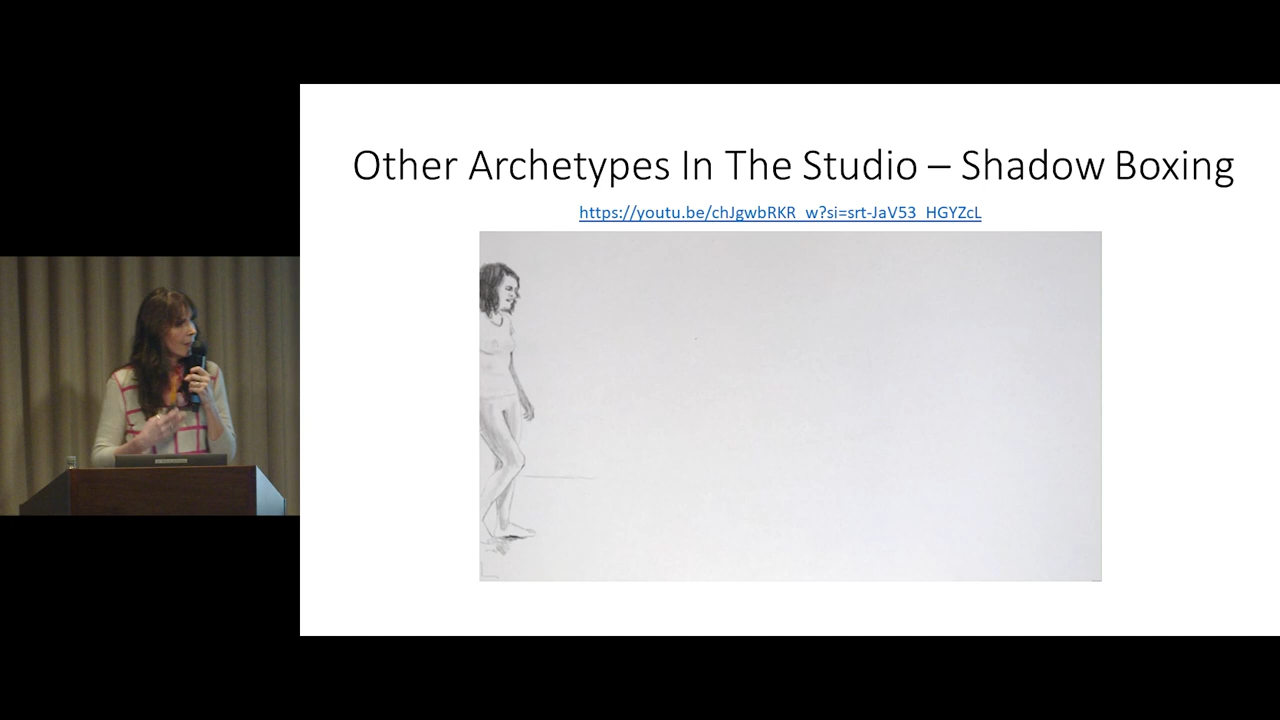 Other Archetypes In The Studio – Shadow Boxing
https://youtu.be/chJgwbRKR_w?si=srt-JaV53_HGYZcL